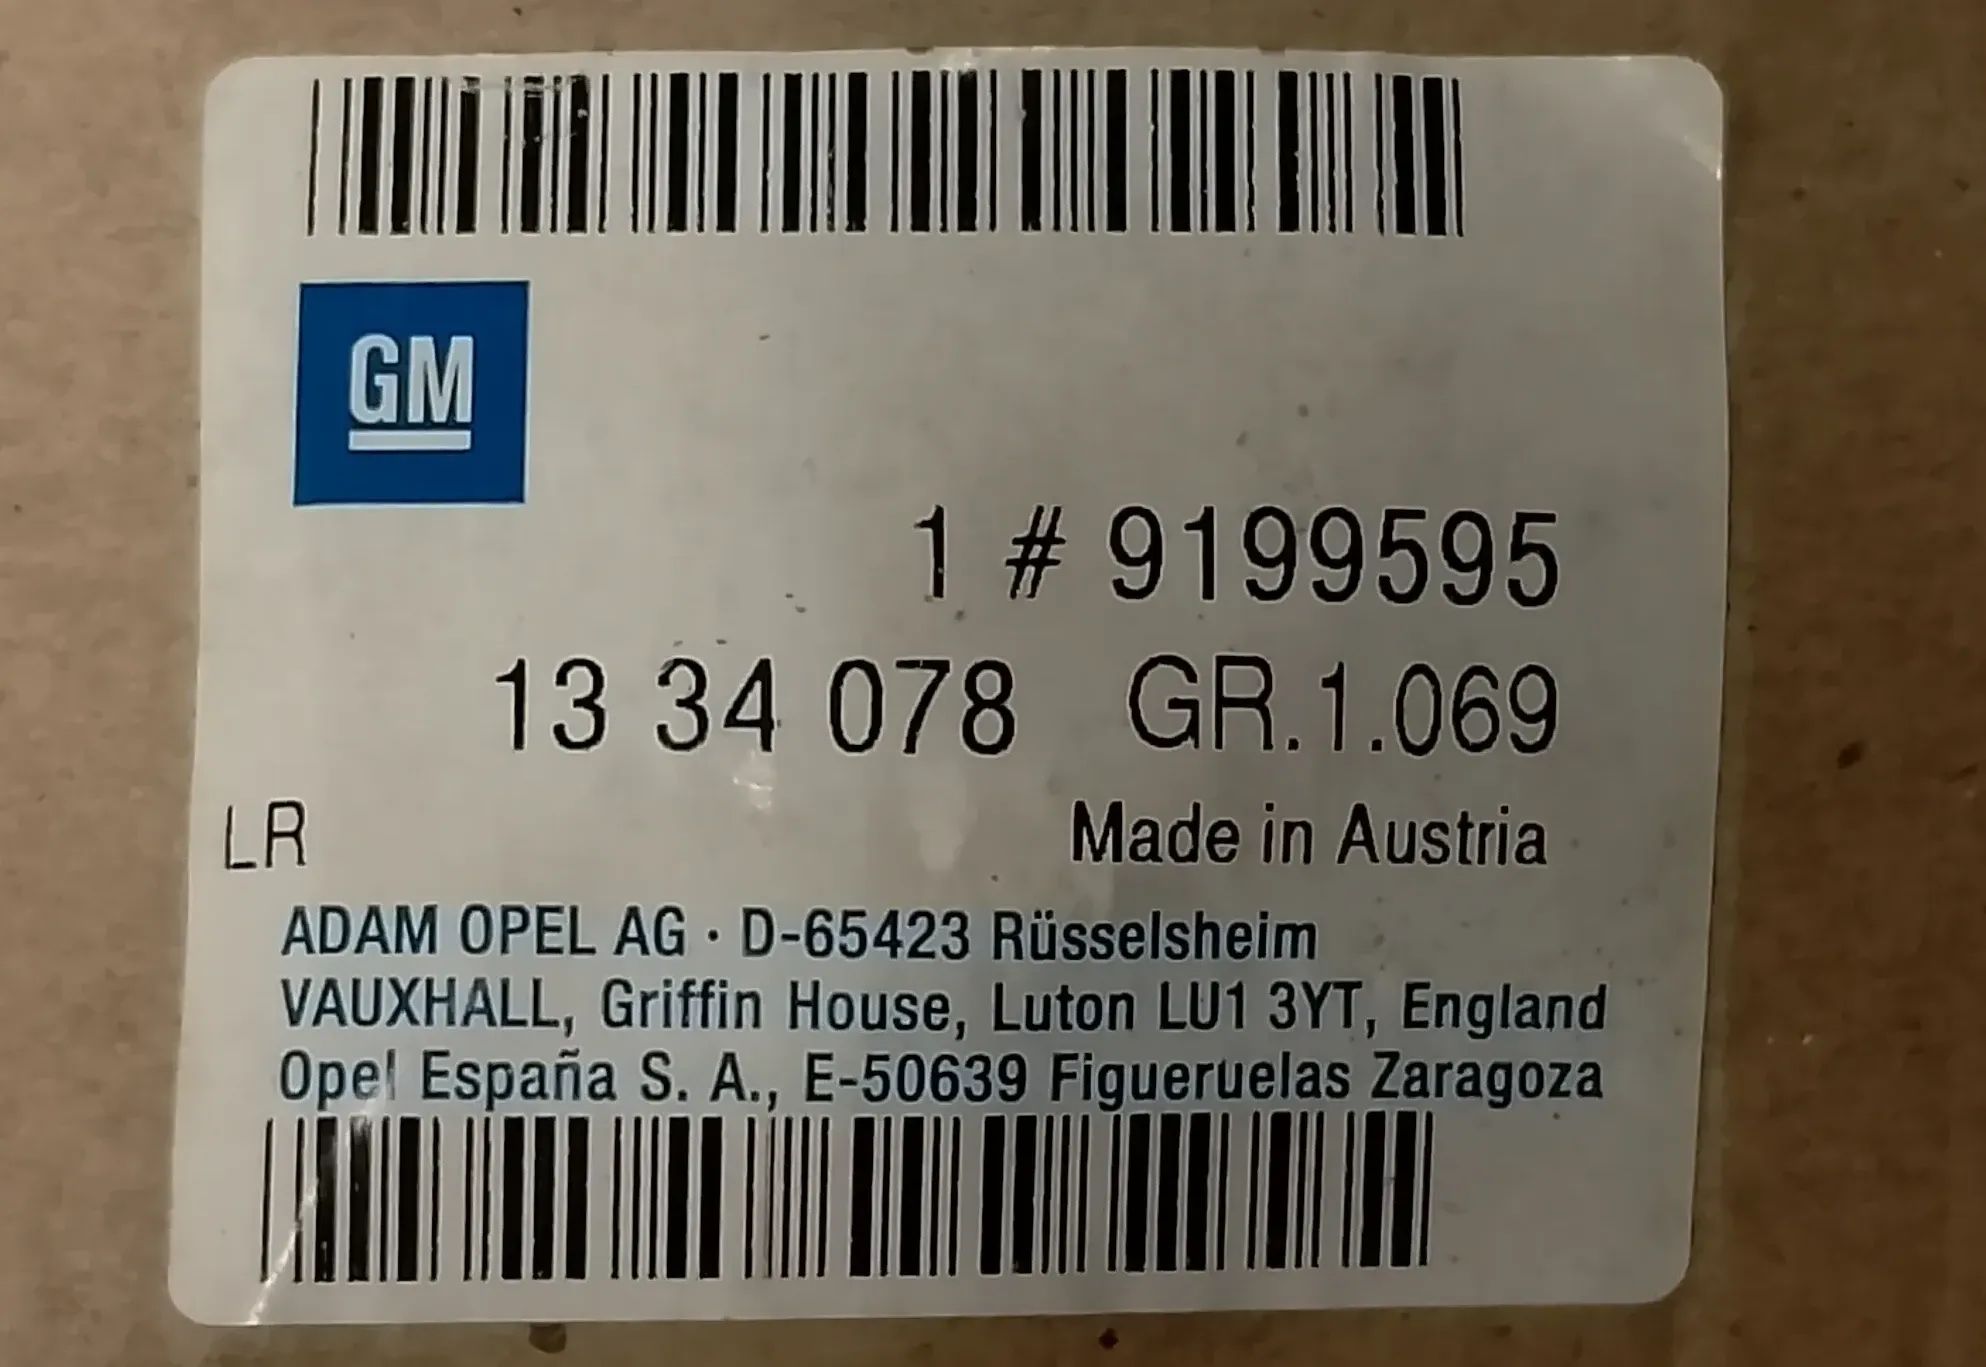 GM
1 # 9199595
13 34 078 GR.1.069
LR Made in Austria
ADAM OPEL AG · D-65423 Rüsselsheim
VAUXHALL, Griffin House, Luton LU1 3YT, England
Opel España S. A., E-50639 Figueruelas Zaragoza